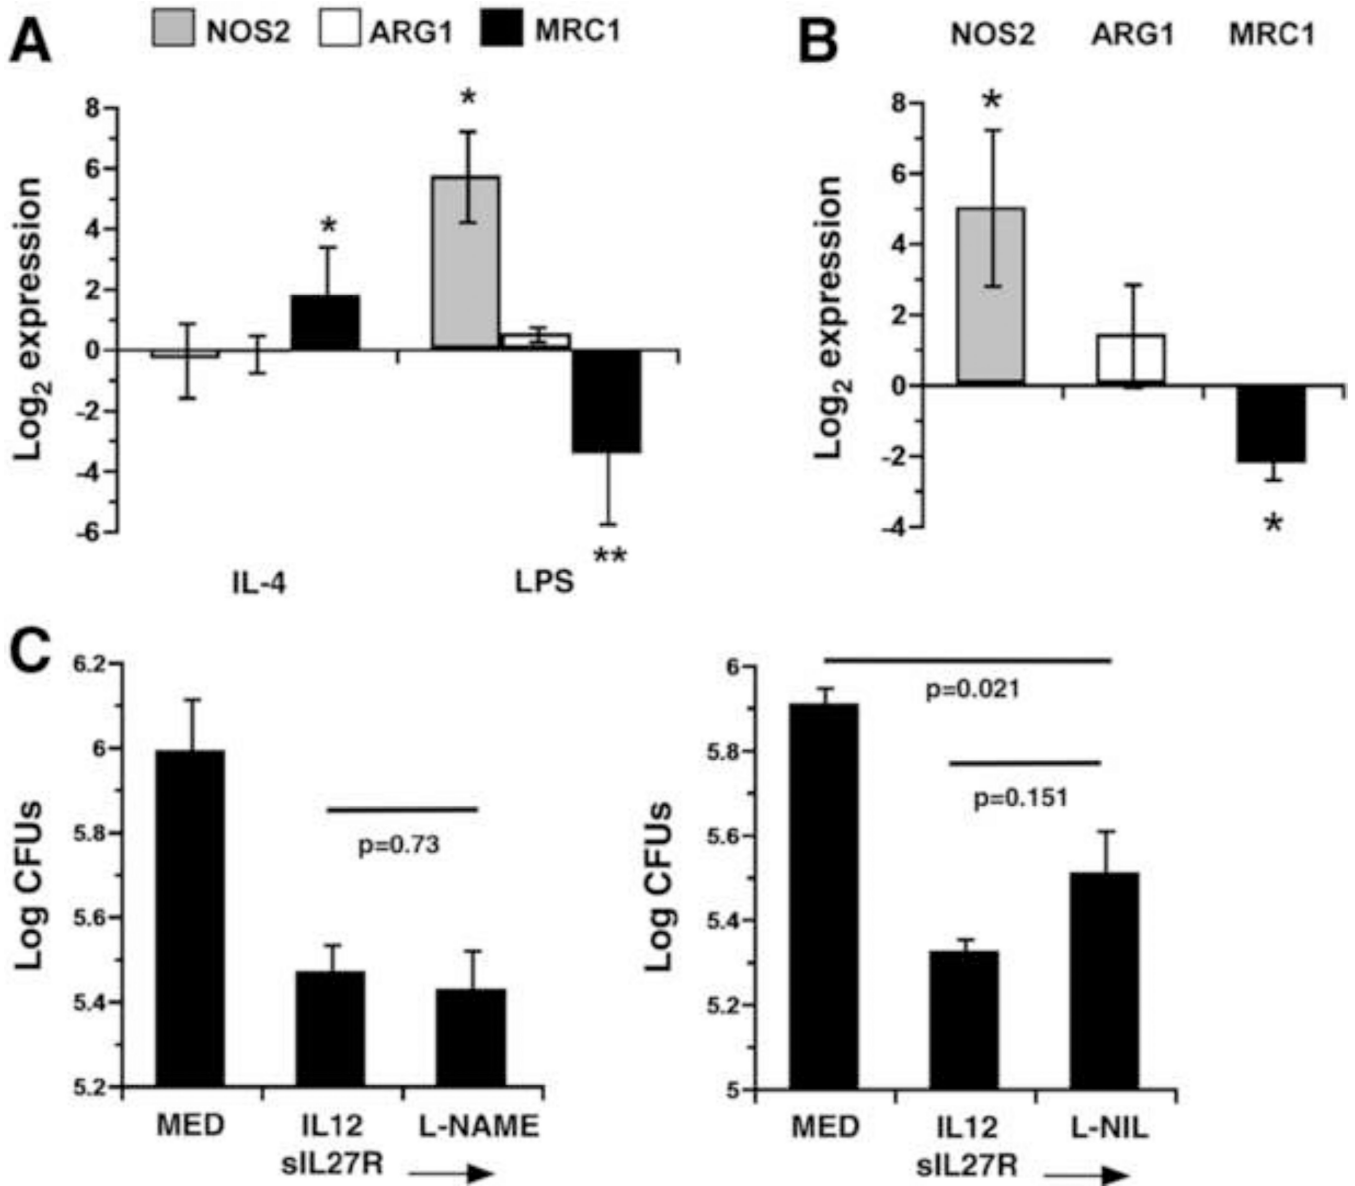 A
NOS2 ARG1 MRC1
8
6
4
2
0
-2
-4
-6
Log2 expression
*
*
**
IL-4 LPS
B
NOS2 ARG1 MRC1
8
6
4
2
0
-2
-4
Log2 expression
*
*
C
6.2
6
5.8
5.6
5.4
5.2
Log CFUs
p=0.73
MED IL12 L-NAME
sIL27R
6
5.8
5.6
5.4
5.2
5
Log CFUs
p=0.021
p=0.151
MED IL12 L-NIL
sIL27R